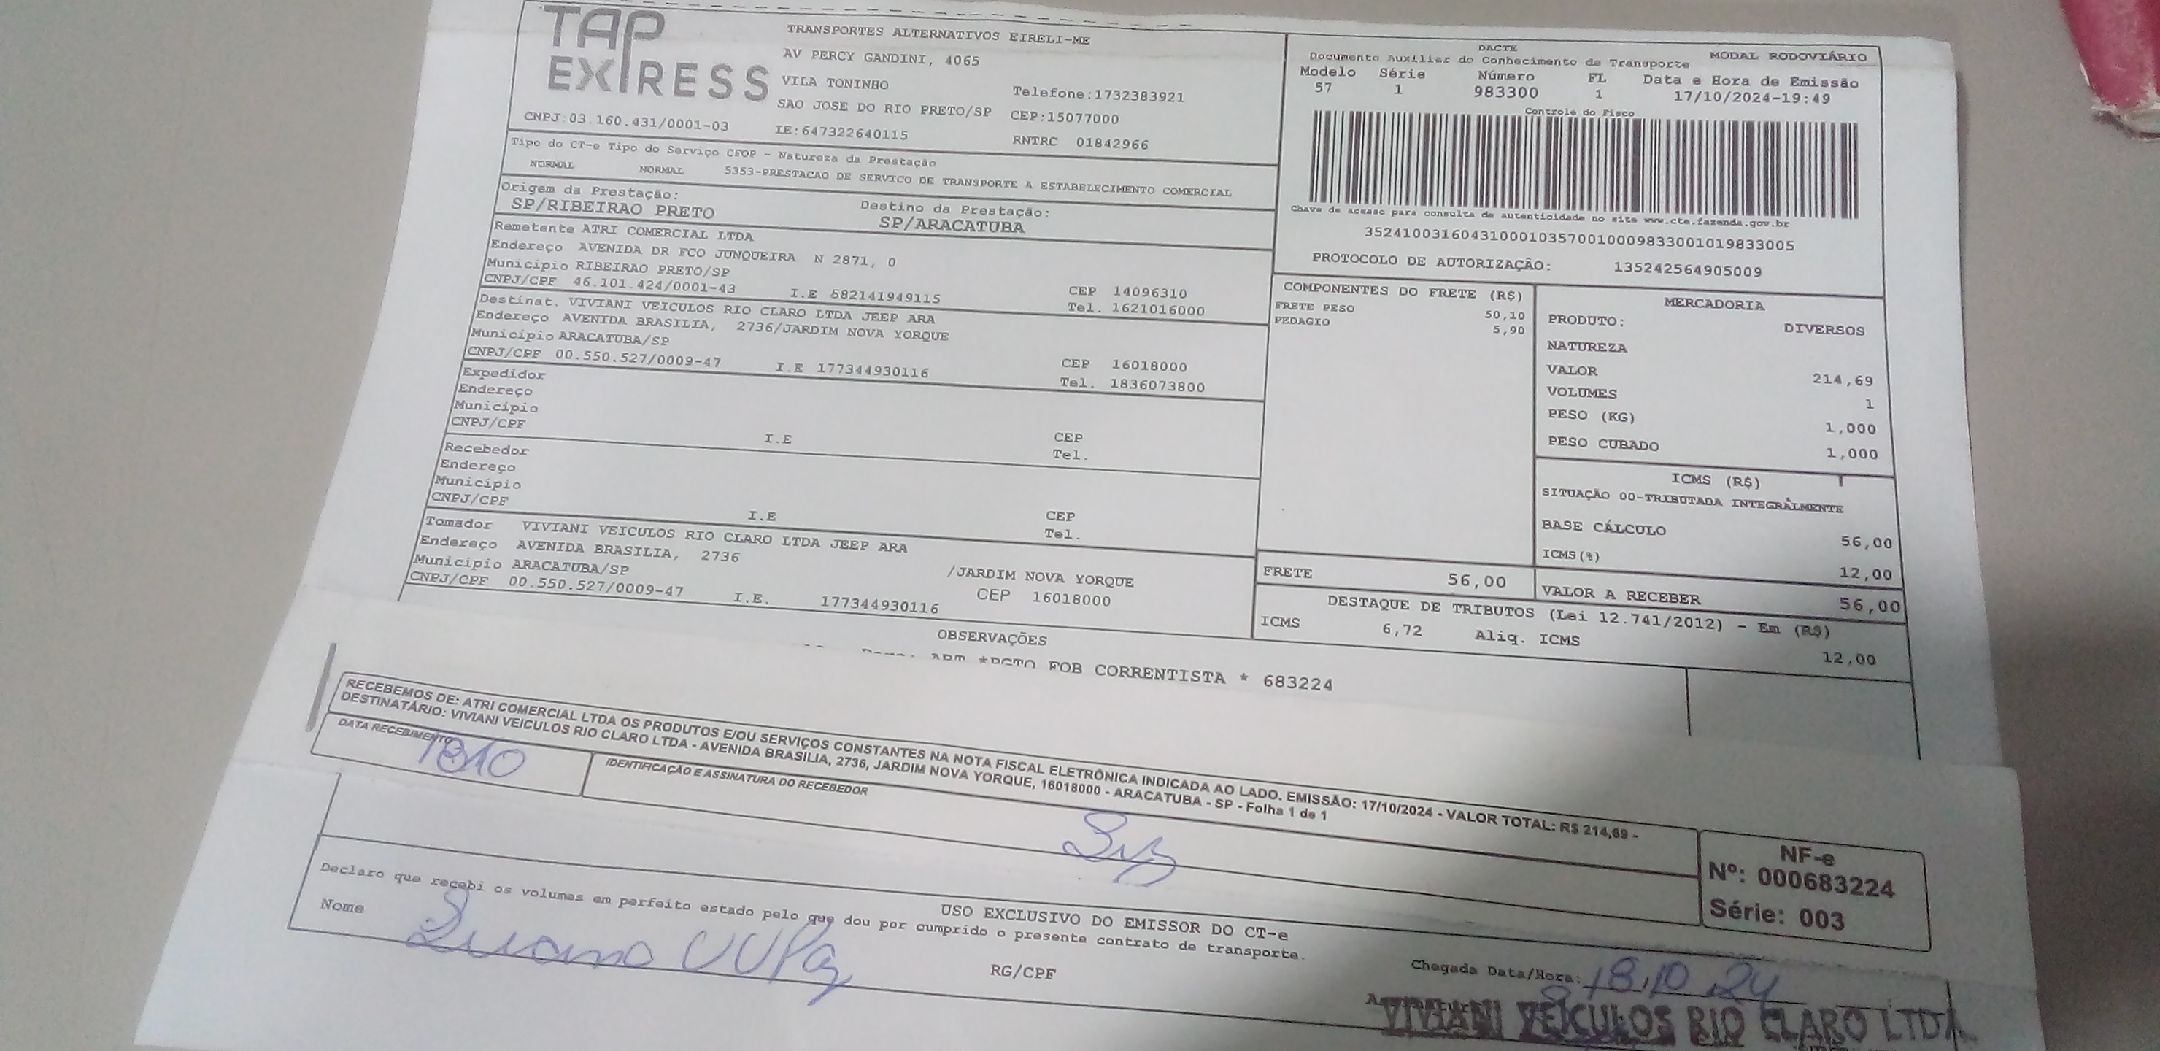 TAP EXPRESS
TRANSPORTES ALTERNATIVOS EIRELI-ME
AV PERCY GANDINI, 4065
VILA TONINHO
Telefone:1732383921
SAO JOSE DO RIO PRETO/SP CEP:15077000
CNPJ:03.160.431/0001-03 IE:647322640115 RNTRC 01842966
Tipo do CT-e Tipo do Serviço CFOP - Natureza da Prestação
NORMAL NORMAL 5353-PRESTACAO DE SERVICO DE TRANSPORTE A ESTABELECIMENTO COMERCIAL
Origem da Prestação: Destino da Prestação:
SP/RIBEIRAO PRETO SP/ARACATUBA
Remetente ATRI COMERCIAL LTDA
Endereço AVENIDA DR FCO JUNQUEIRA N 2871, 0
Município RIBEIRAO PRETO/SP CEP 14096310
CNPJ/CPF 46.101.424/0001-43 I.E 582141949115 Tel. 1621016000
Destinat. VIVIANI VEICULOS RIO CLARO LTDA JEEP ARA
Endereço AVENIDA BRASILIA, 2736/JARDIM NOVA YORQUE
Município ARACATUBA/SP CEP 16018000
CNPJ/CPF 00.550.527/0009-47 I.E 177344930116 Tel. 1836073800
Expedidor
Endereço
Município CEP
CNPJ/CPF I.E Tel.
Recebedor
Endereço
Município CEP
CNPJ/CPF I.E Tel.
Tomador VIVIANI VEICULOS RIO CLARO LTDA JEEP ARA
Endereço AVENIDA BRASILIA, 2736 /JARDIM NOVA YORQUE
Município ARACATUBA/SP CEP 16018000
CNPJ/CPF 00.550.527/0009-47 I.E. 177344930116
DACTE MODAL RODOVIÁRIO
Documento Auxiliar do Conhecimento de Transporte
Modelo Série Número FL Data e Hora de Emissão
57 1 983300 1 17/10/2024-19:49
Controle do Fisco
Chave de acesso para consulta de autenticidade no site www.cte.fazenda.gov.br
35241003160431000103570010009833001019833005
PROTOCOLO DE AUTORIZAÇÃO: 135242564905009
COMPONENTES DO FRETE (R$)
FRETE PESO 50,10
PEDAGIO 5,90
MERCADORIA
PRODUTO: DIVERSOS
NATUREZA
VALOR 214,69
VOLUMES 1
PESO (KG) 1,000
PESO CUBADO 1,000
ICMS (R$)
SITUAÇÃO 00-TRIBUTADA INTEGRALMENTE
BASE CÁLCULO 56,00
ICMS(%) 12,00
FRETE 56,00 VALOR A RECEBER 56,00
DESTAQUE DE TRIBUTOS (Lei 12.741/2012) - Em (R$)
ICMS 6,72 Aliq. ICMS 12,00
OBSERVAÇÕES
*PGTO FOB CORRENTISTA * 683224
RECEBEMOS DE: ATRI COMERCIAL LTDA OS PRODUTOS E/OU SERVIÇOS CONSTANTES NA NOTA FISCAL ELETRÔNICA INDICADA AO LADO. EMISSÃO: 17/10/2024 - VALOR TOTAL: R$ 214,69 -
DESTINATÁRIO: VIVIANI VEICULOS RIO CLARO LTDA - AVENIDA BRASILIA, 2736, JARDIM NOVA YORQUE, 16018000 - ARACATUBA - SP - Folha 1 de 1
DATA RECEBIMENTO IDENTIFICAÇÃO E ASSINATURA DO RECEBEDOR
1810
NF-e
Nº: 000683224
Série: 003
USO EXCLUSIVO DO EMISSOR DO CT-e
Declaro que recebi os volumes em perfeito estado pelo que dou por cumprido o presente contrato de transporte.
Nome RG/CPF Chegada Data/Hora: 18,10 24
VIVIANI VEÍCULOS RIO CLARO LTDA